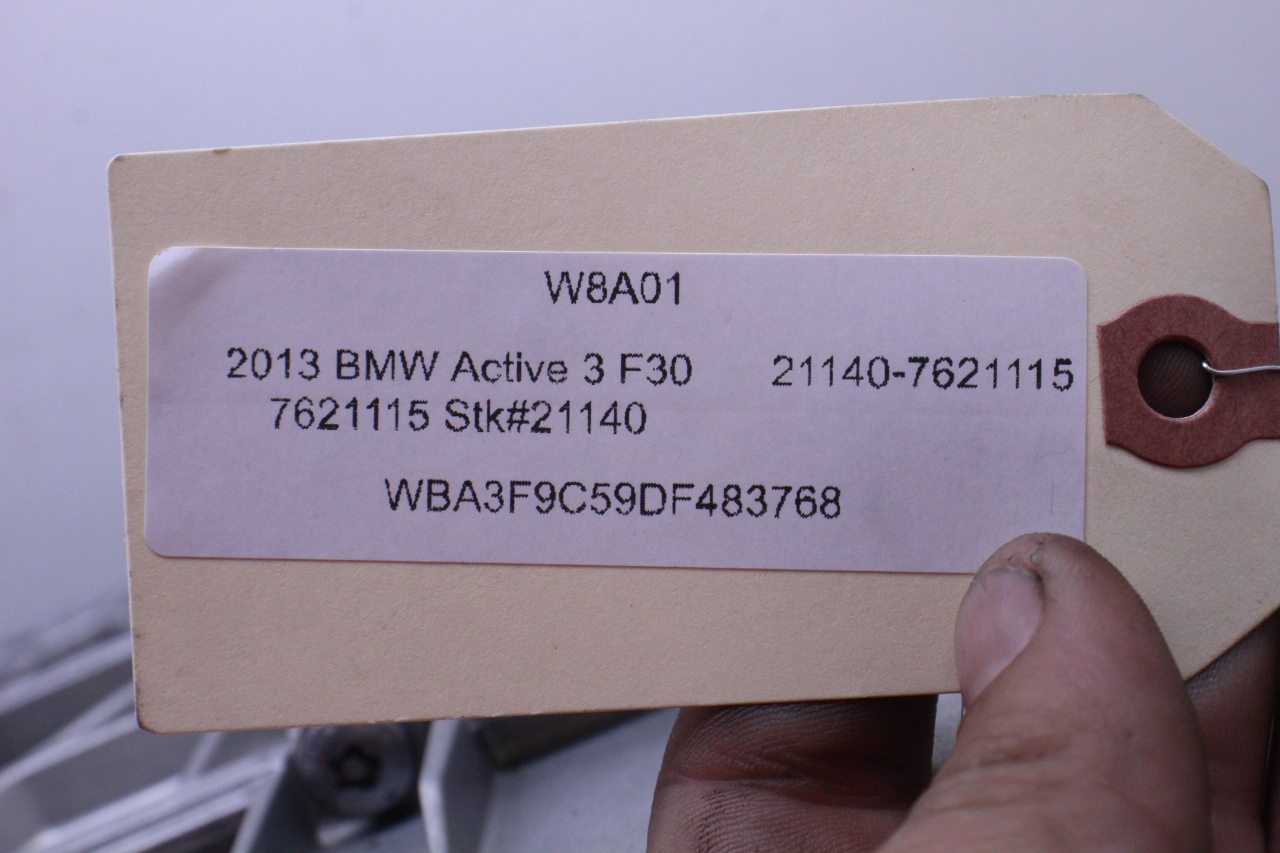 W8A01
2013 BMW Active 3 F30 21140-7621115
7621115 Stk#21140
WBA3F9C59DF483768